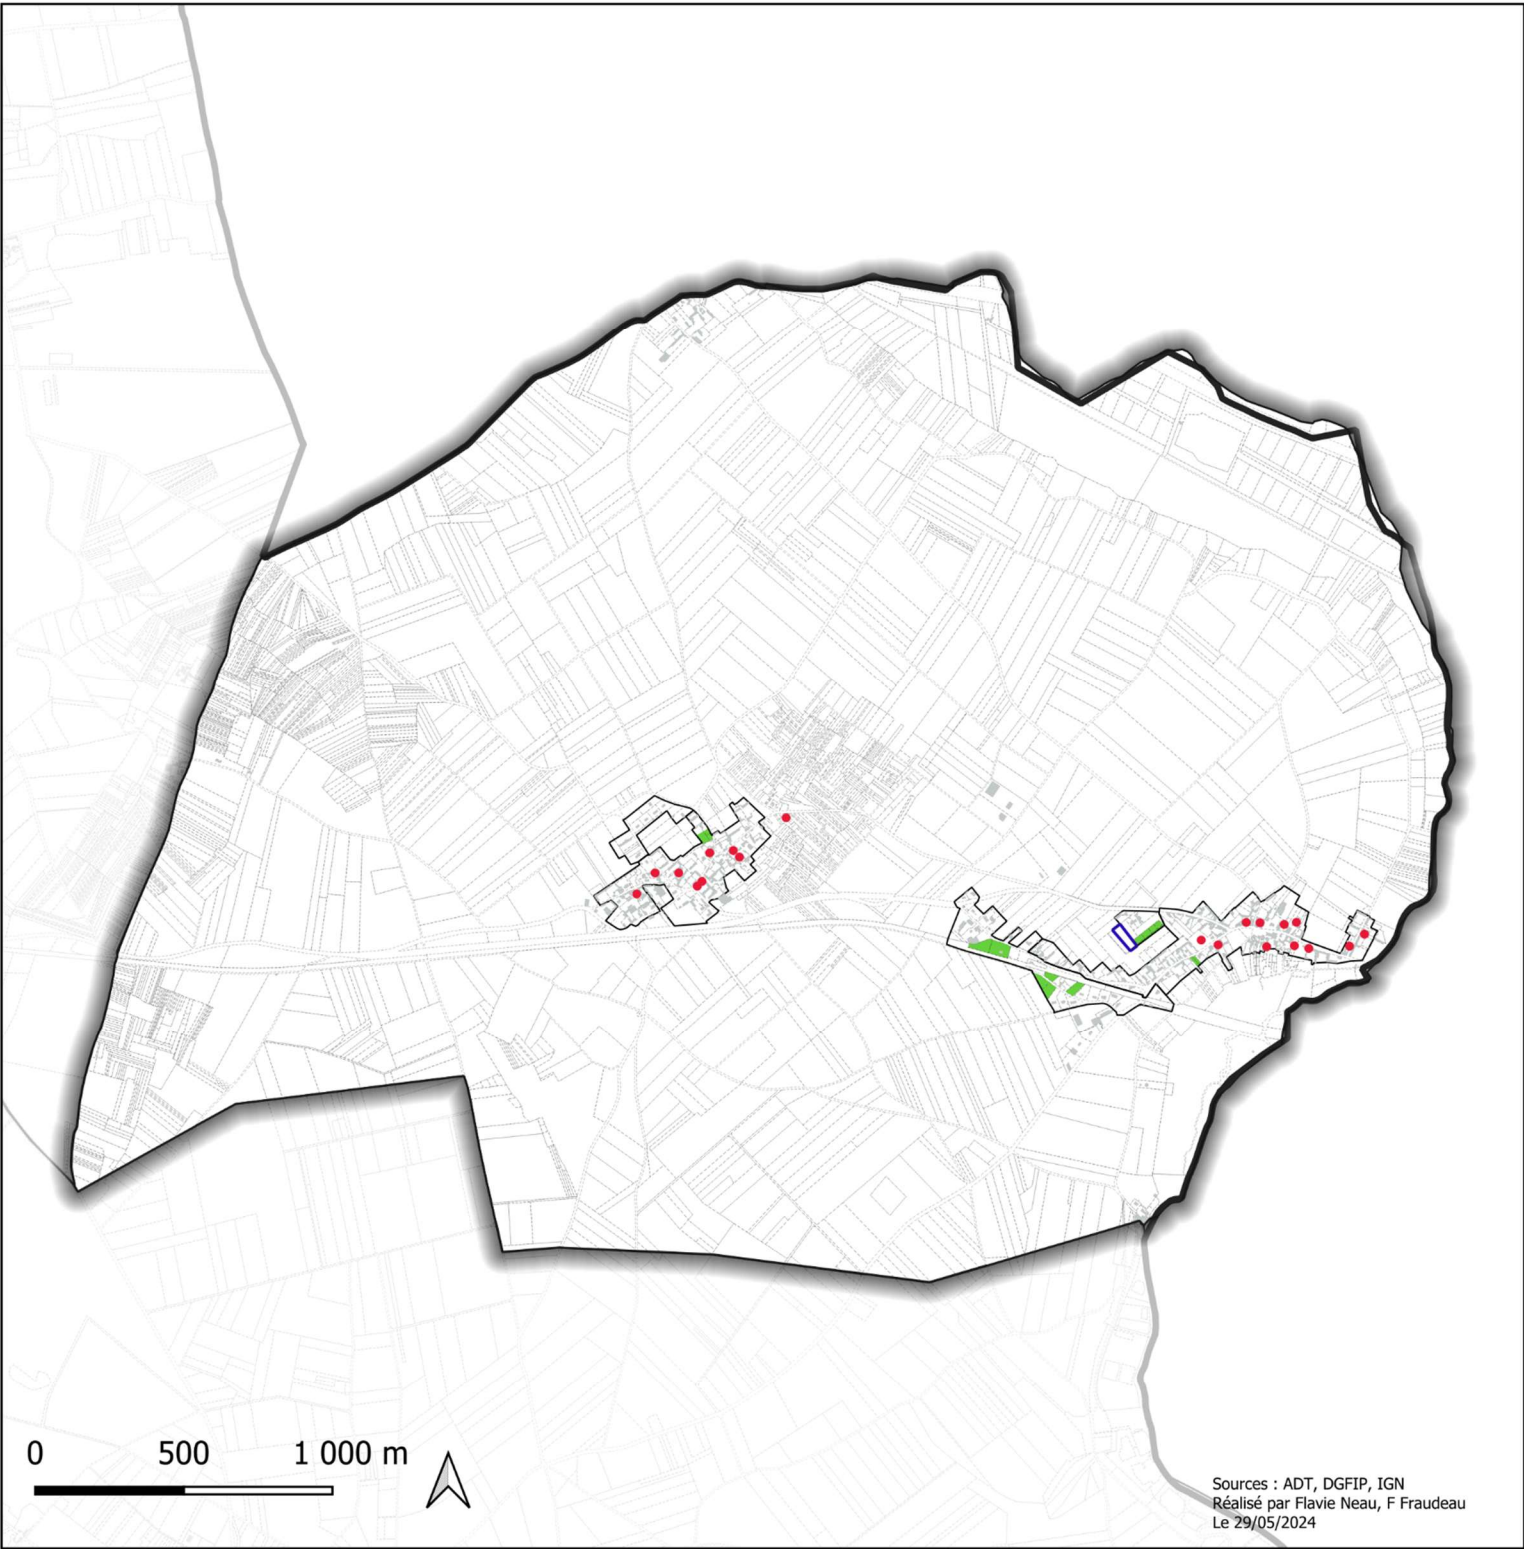 0 500 1 000 m
Sources : ADT, DGFIP, IGN
Réalisé par Flavie Neau, F Fraudeau
Le 29/05/2024